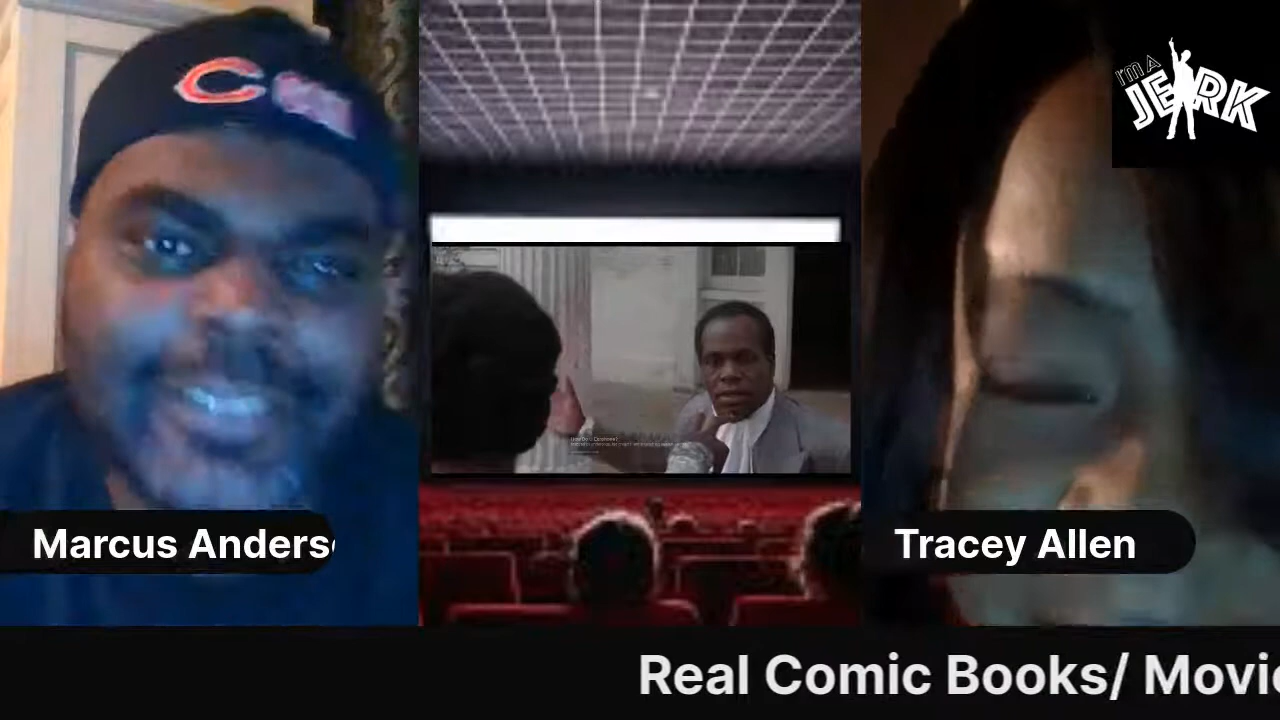 C
I'M A
JERK
Marcus Anders
Tracey Allen
Real Comic Books/ Movie